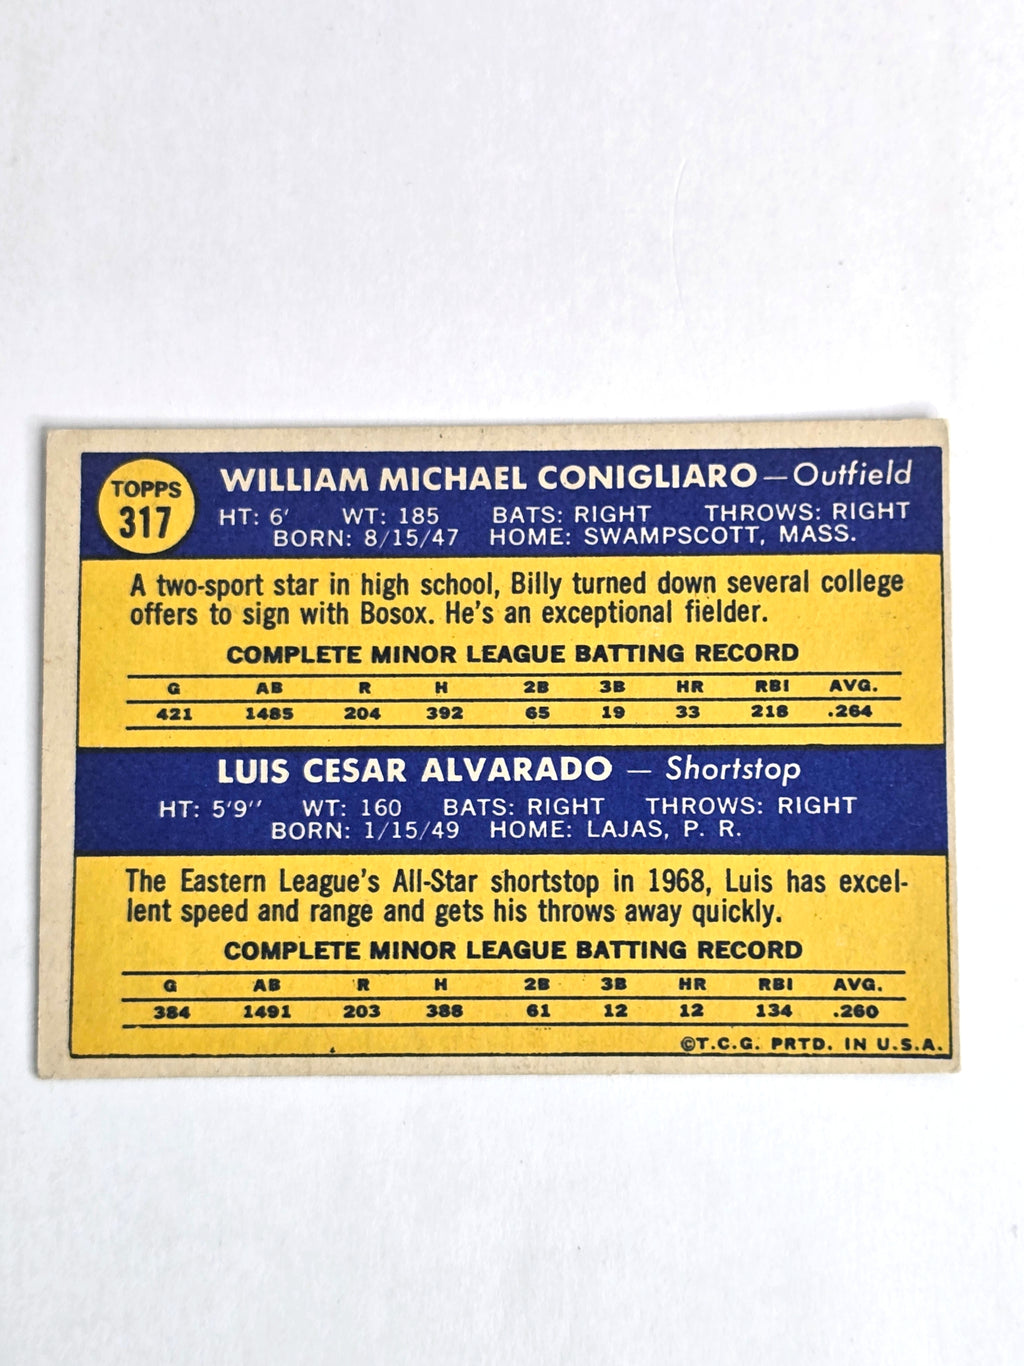 TOPPS
317
WILLIAM MICHAEL CONIGLIARO — Outfield
HT: 6' WT: 185 BATS: RIGHT THROWS: RIGHT
BORN: 8/15/47 HOME: SWAMPSCOTT, MASS.
A two-sport star in high school, Billy turned down several college
offers to sign with Bosox. He's an exceptional fielder.
COMPLETE MINOR LEAGUE BATTING RECORD
G AB R H 2B 3B HR RBI AVG.
421 1485 204 392 65 19 33 218 .264
LUIS CESAR ALVARADO — Shortstop
HT: 5'9'' WT: 160 BATS: RIGHT THROWS: RIGHT
BORN: 1/15/49 HOME: LAJAS, P. R.
The Eastern League's All-Star shortstop in 1968, Luis has excel-
lent speed and range and gets his throws away quickly.
COMPLETE MINOR LEAGUE BATTING RECORD
G AB R H 2B 3B HR RBI AVG.
384 1491 203 388 61 12 12 134 .260
©T.C.G. PRTD. IN U.S.A.